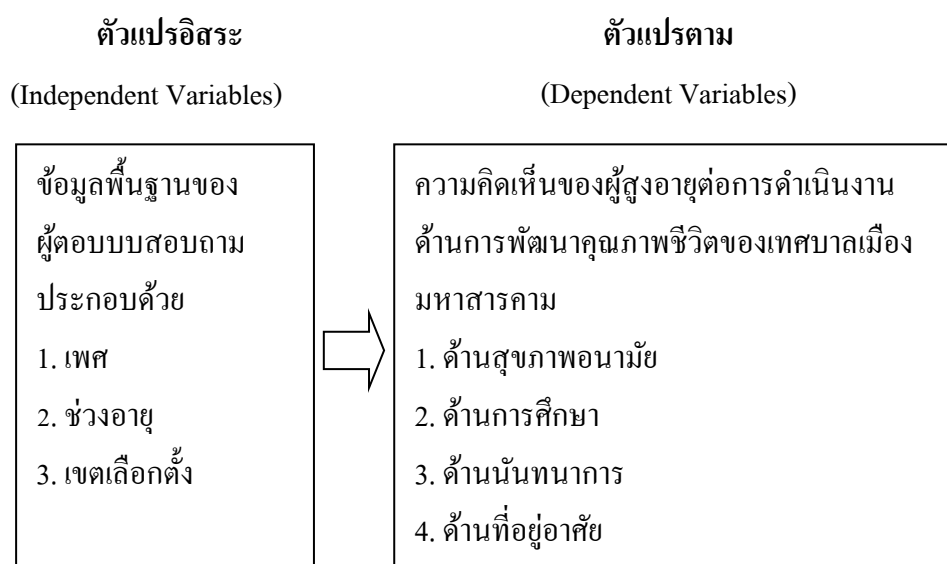 ตัวแปรอิสระ
(Independent Variables)
ข้อมูลพื้นฐานของ
ผู้ตอบบบสอบถาม
ประกอบด้วย
1. เพศ
2. ช่วงอายุ
3. เขตเลือกตั้ง
ตัวแปรตาม
(Dependent Variables)
ความคิดเห็นของผู้สูงอายุต่อการดำเนินงาน
ด้านการพัฒนาคุณภาพชีวิตของเทศบาลเมือง
มหาสารคาม
1. ด้านสุขภาพอนามัย
2. ด้านการศึกษา
3. ด้านนันทนาการ
4. ด้านที่อยู่อาศัย